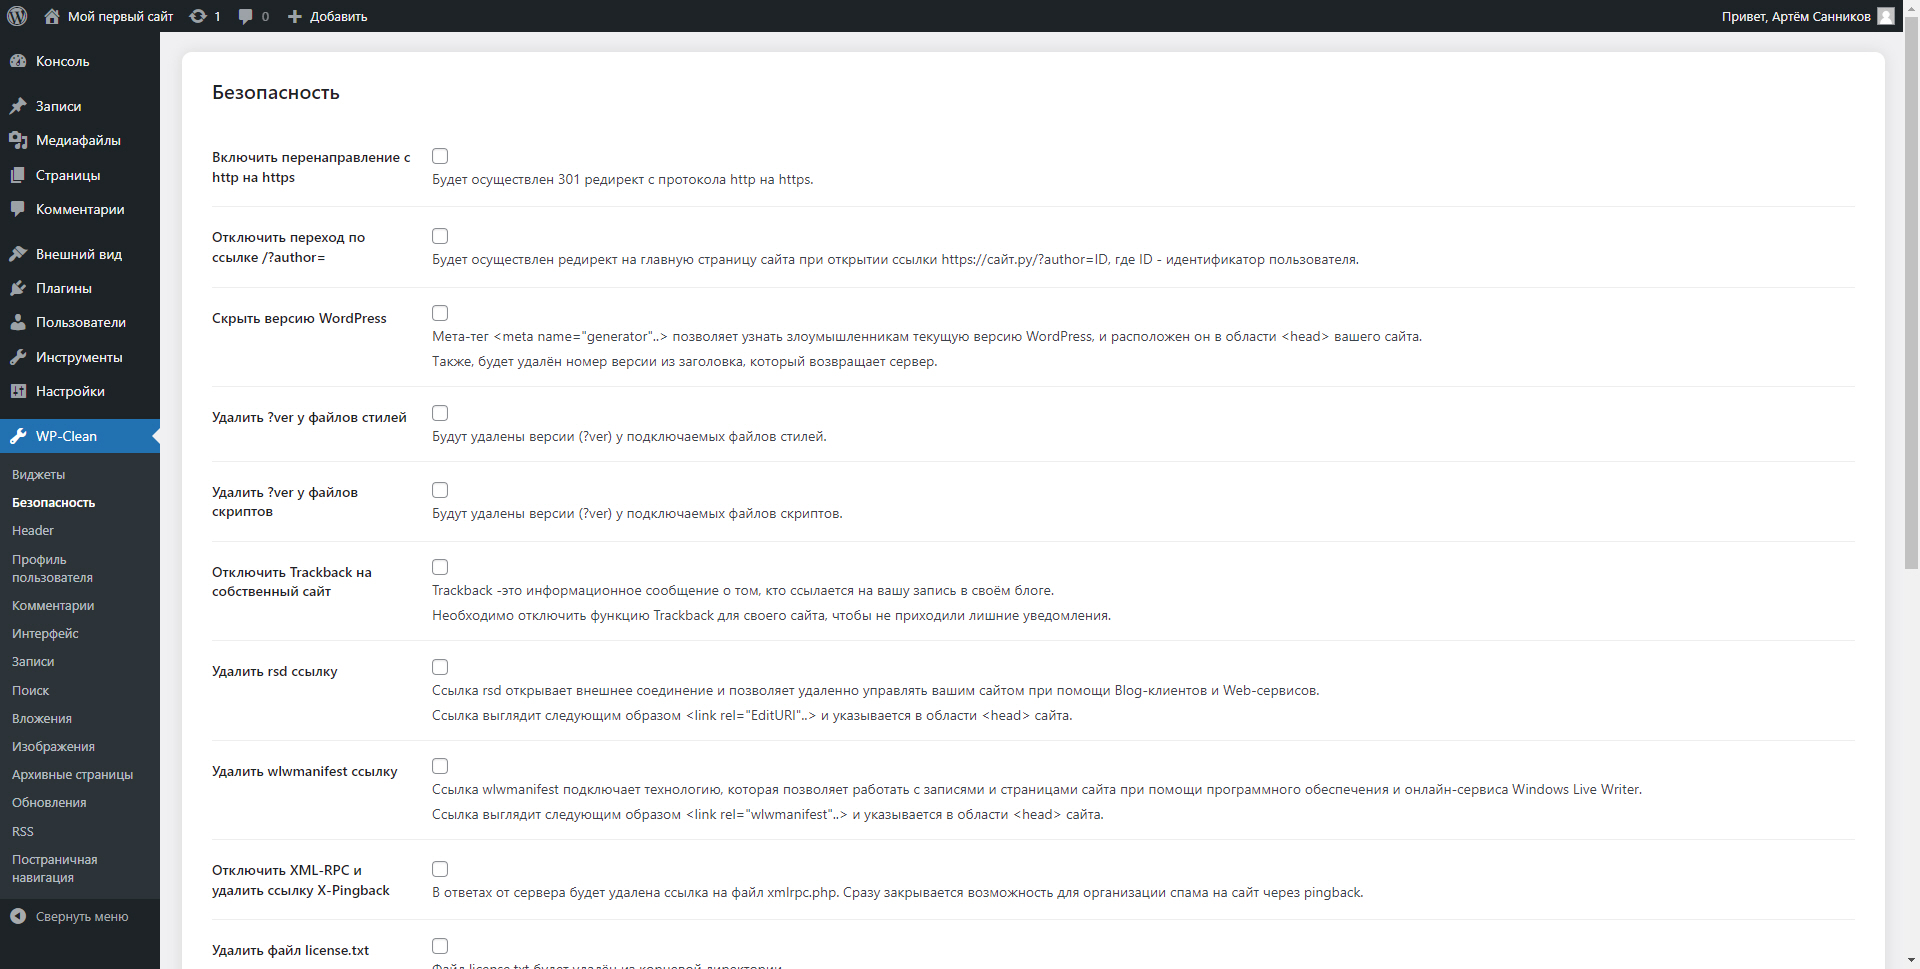 Мой первый сайт 1 0 Добавить Привет, Артём Санников
Консоль
Записи
Медиафайлы
Страницы
Комментарии
Внешний вид
Плагины
Пользователи
Инструменты
Настройки
WP-Clean
Виджеты
Безопасность
Header
Профиль
пользователя
Комментарии
Интерфейс
Записи
Поиск
Вложения
Изображения
Архивные страницы
Обновления
RSS
Постраничная
навигация
Свернуть меню
Безопасность
Включить перенаправление с
http на https
Будет осуществлен 301 редирект с протокола http на https.
Отключить переход по
ссылке /?author=
Будет осуществлен редирект на главную страницу сайта при открытии ссылки https://сайт.ру/?author=ID, где ID - идентификатор пользователя.
Скрыть версию WordPress
Мета-тег <meta name="generator"..> позволяет узнать злоумышленникам текущую версию WordPress, и расположен он в области <head> вашего сайта.
Также, будет удалён номер версии из заголовка, который возвращает сервер.
Удалить ?ver у файлов стилей
Будут удалены версии (?ver) у подключаемых файлов стилей.
Удалить ?ver у файлов
скриптов
Будут удалены версии (?ver) у подключаемых файлов скриптов.
Отключить Trackback на
собственный сайт
Trackback -это информационное сообщение о том, кто ссылается на вашу запись в своём блоге.
Необходимо отключить функцию Trackback для своего сайта, чтобы не приходили лишние уведомления.
Удалить rsd ссылку
Ссылка rsd открывает внешнее соединение и позволяет удаленно управлять вашим сайтом при помощи Blog-клиентов и Web-сервисов.
Ссылка выглядит следующим образом <link rel="EditURI"..> и указывается в области <head> сайта.
Удалить wlwmanifest ссылку
Ссылка wlwmanifest подключает технологию, которая позволяет работать с записями и страницами сайта при помощи программного обеспечения и онлайн-сервиса Windows Live Writer.
Ссылка выглядит следующим образом <link rel="wlwmanifest"..> и указывается в области <head> сайта.
Отключить XML-RPC и
удалить ссылку X-Pingback
В ответах от сервера будет удалена ссылка на файл xmlrpc.php. Сразу закрывается возможность для организации спама на сайт через pingback.
Удалить файл license.txt
Файл license.txt будет удалён из корневой директории.